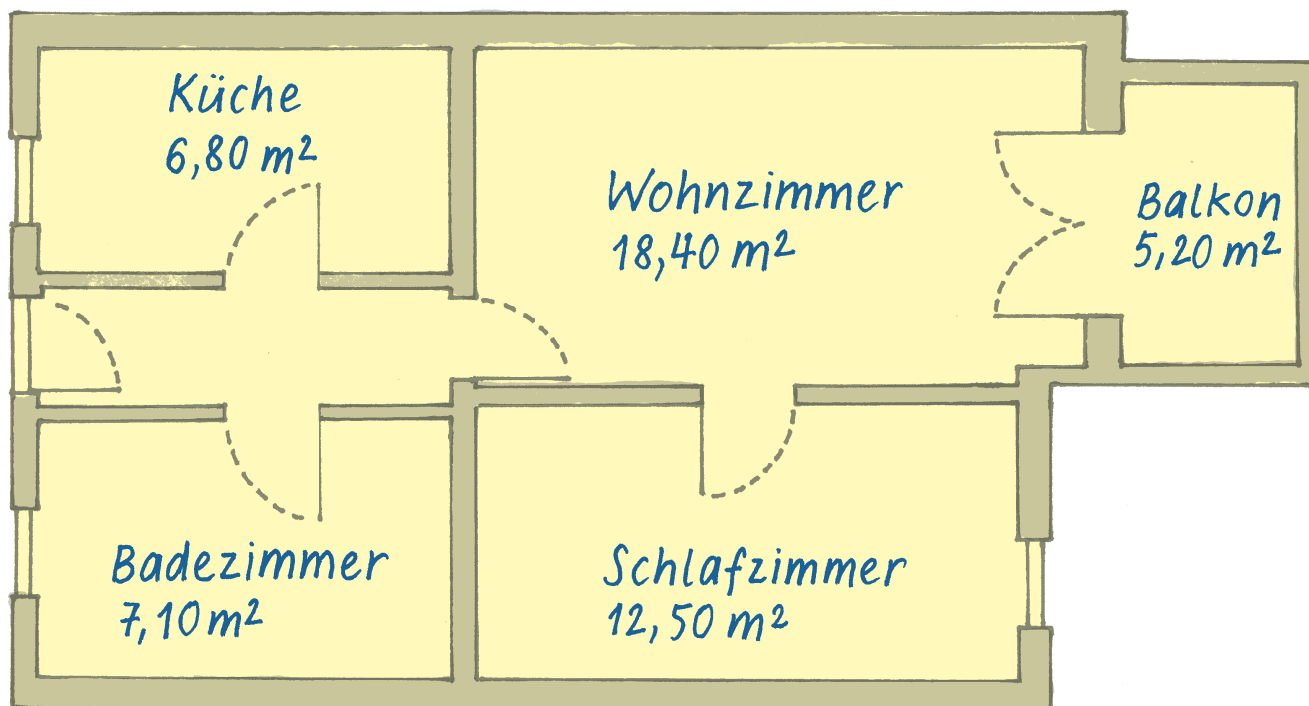 Küche
6,80 m²
Wohnzimmer
18,40 m²
Balkon
5,20 m²
Badezimmer
7,10 m²
Schlafzimmer
12,50 m²